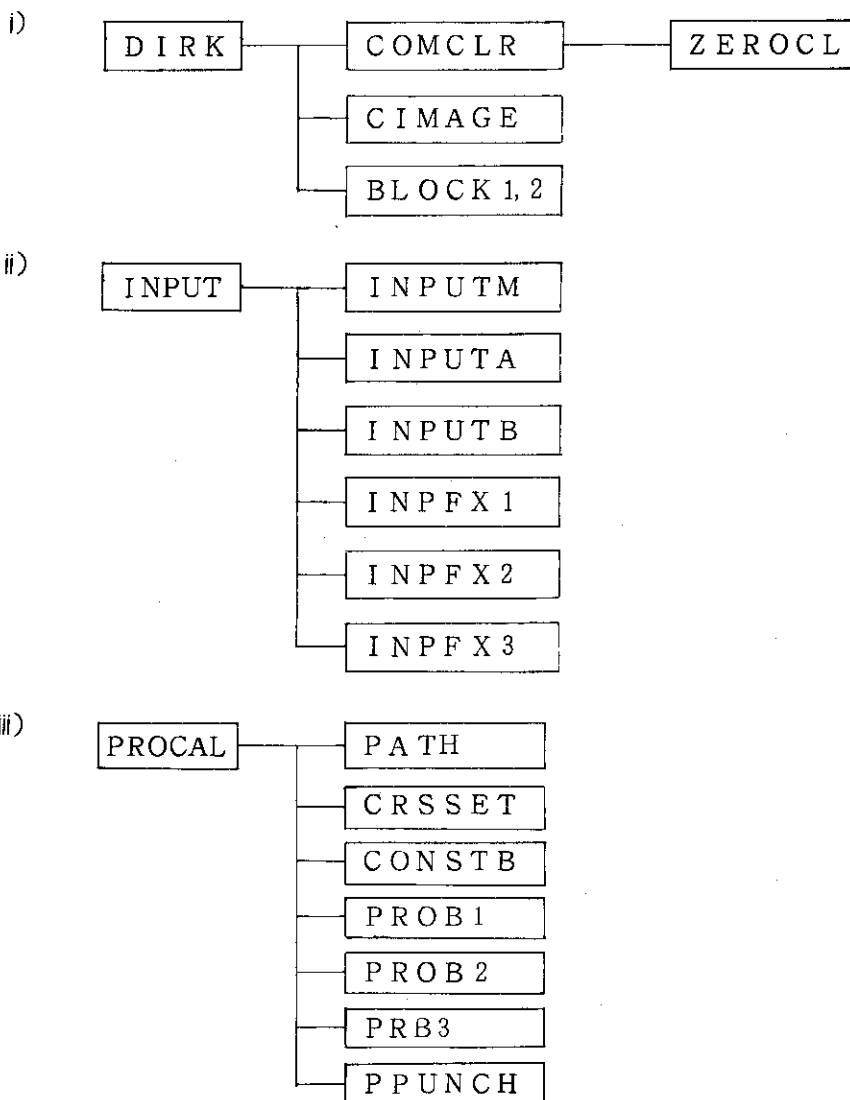 i)
DIRK COMCLR ZEROCL
CIMAGE
BLOCK 1, 2
ii)
INPUT INPUTM
INPUTA
INPUTB
INPFX1
INPFX2
INPFX3
iii)
PROCAL PATH
CRSSET
CONSTB
PROB1
PROB2
PRB3
PPUNCH